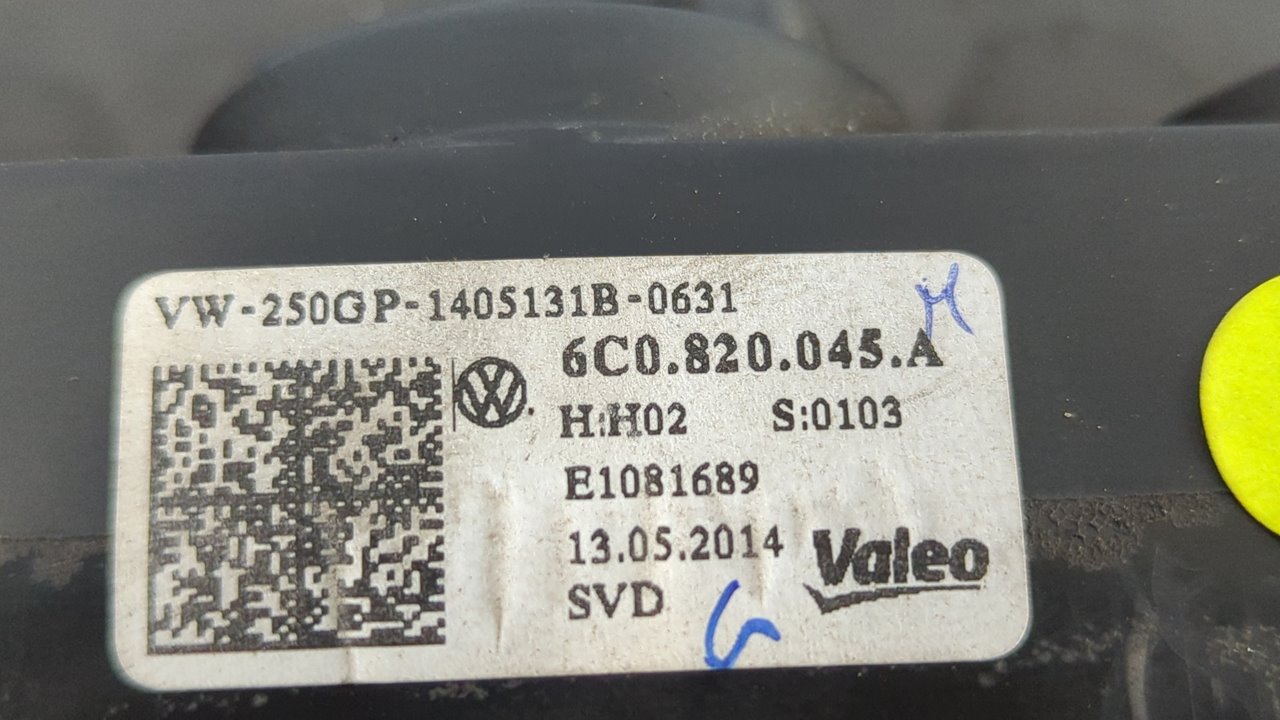 VW-250GP-1405131B-0631
6C0.820.045.A
H:H02 S:0103
E1081689
13.05.2014
SVD
Valeo